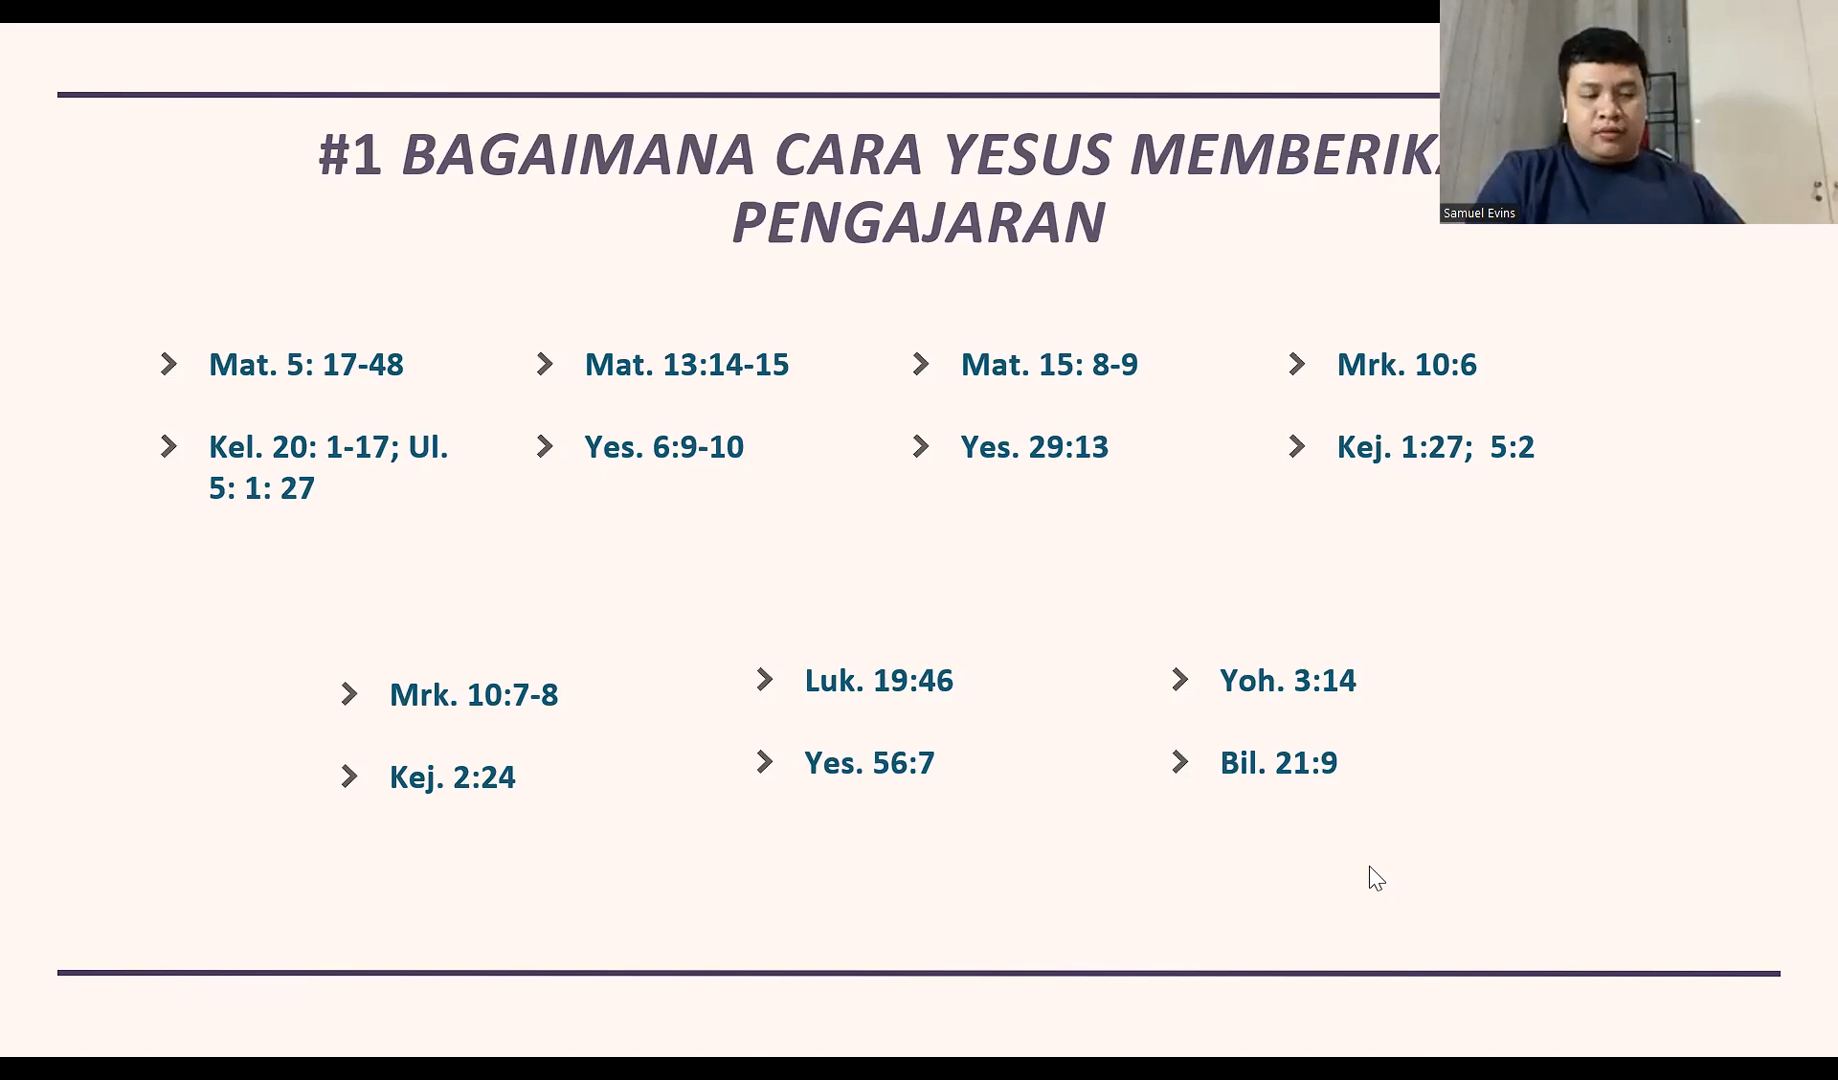 #1 BAGAIMANA CARA YESUS
PENGAJARAN
Mat. 5: 17-48
Kel. 20: 1-17; Ul.
5: 1: 27
Mat. 13:14-15
Yes. 6:9-10
Mat. 15: 8-9
Yes. 29:13
Mrk. 10:6
Kej. 1:27;  5:2
Mrk. 10:7-8
Kej. 2:24
Luk. 19:46
Yes. 56:7
Yoh. 3:14
Bil. 21:9
Samuel Evins